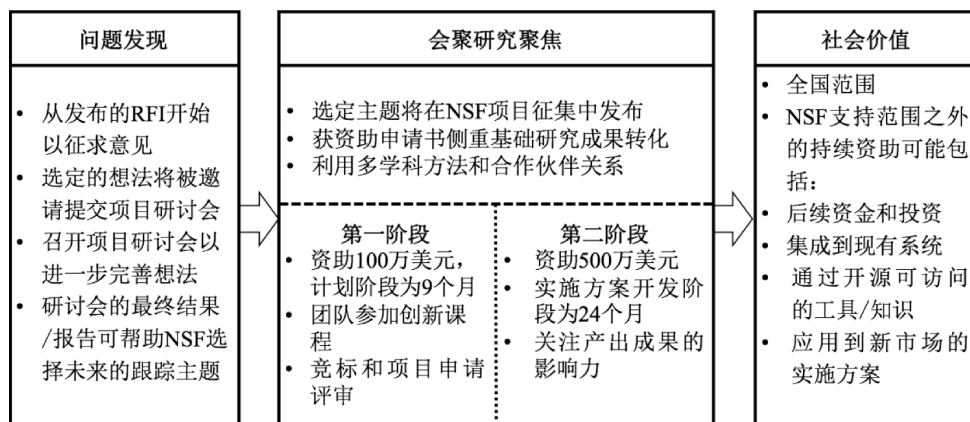 问题发现
• 从发布的RFI开始
以征求意见
• 选定的想法将被邀
请提交项目研讨会
• 召开项目研讨会以
进一步完善想法
• 研讨会的最终结果
/报告可帮助NSF选
择未来的跟踪主题
会聚研究聚焦
• 选定主题将在NSF项目征集中发布
• 获资助申请书侧重基础研究成果转化
• 利用多学科方法和合作伙伴关系
第一阶段
• 资助100万美元，
计划阶段为9个月
• 团队参加创新课
程
• 竞标和项目申请
评审
第二阶段
• 资助500万美元
• 实施方案开发阶
段为24个月
• 关注产出成果的
影响力
社会价值
• 全国范围
• NSF支持范围之外
的持续资助可能包
括：
• 后续资金和投资
• 集成到现有系统
• 通过开源可访问
的工具/知识
• 应用到新市场的
实施方案